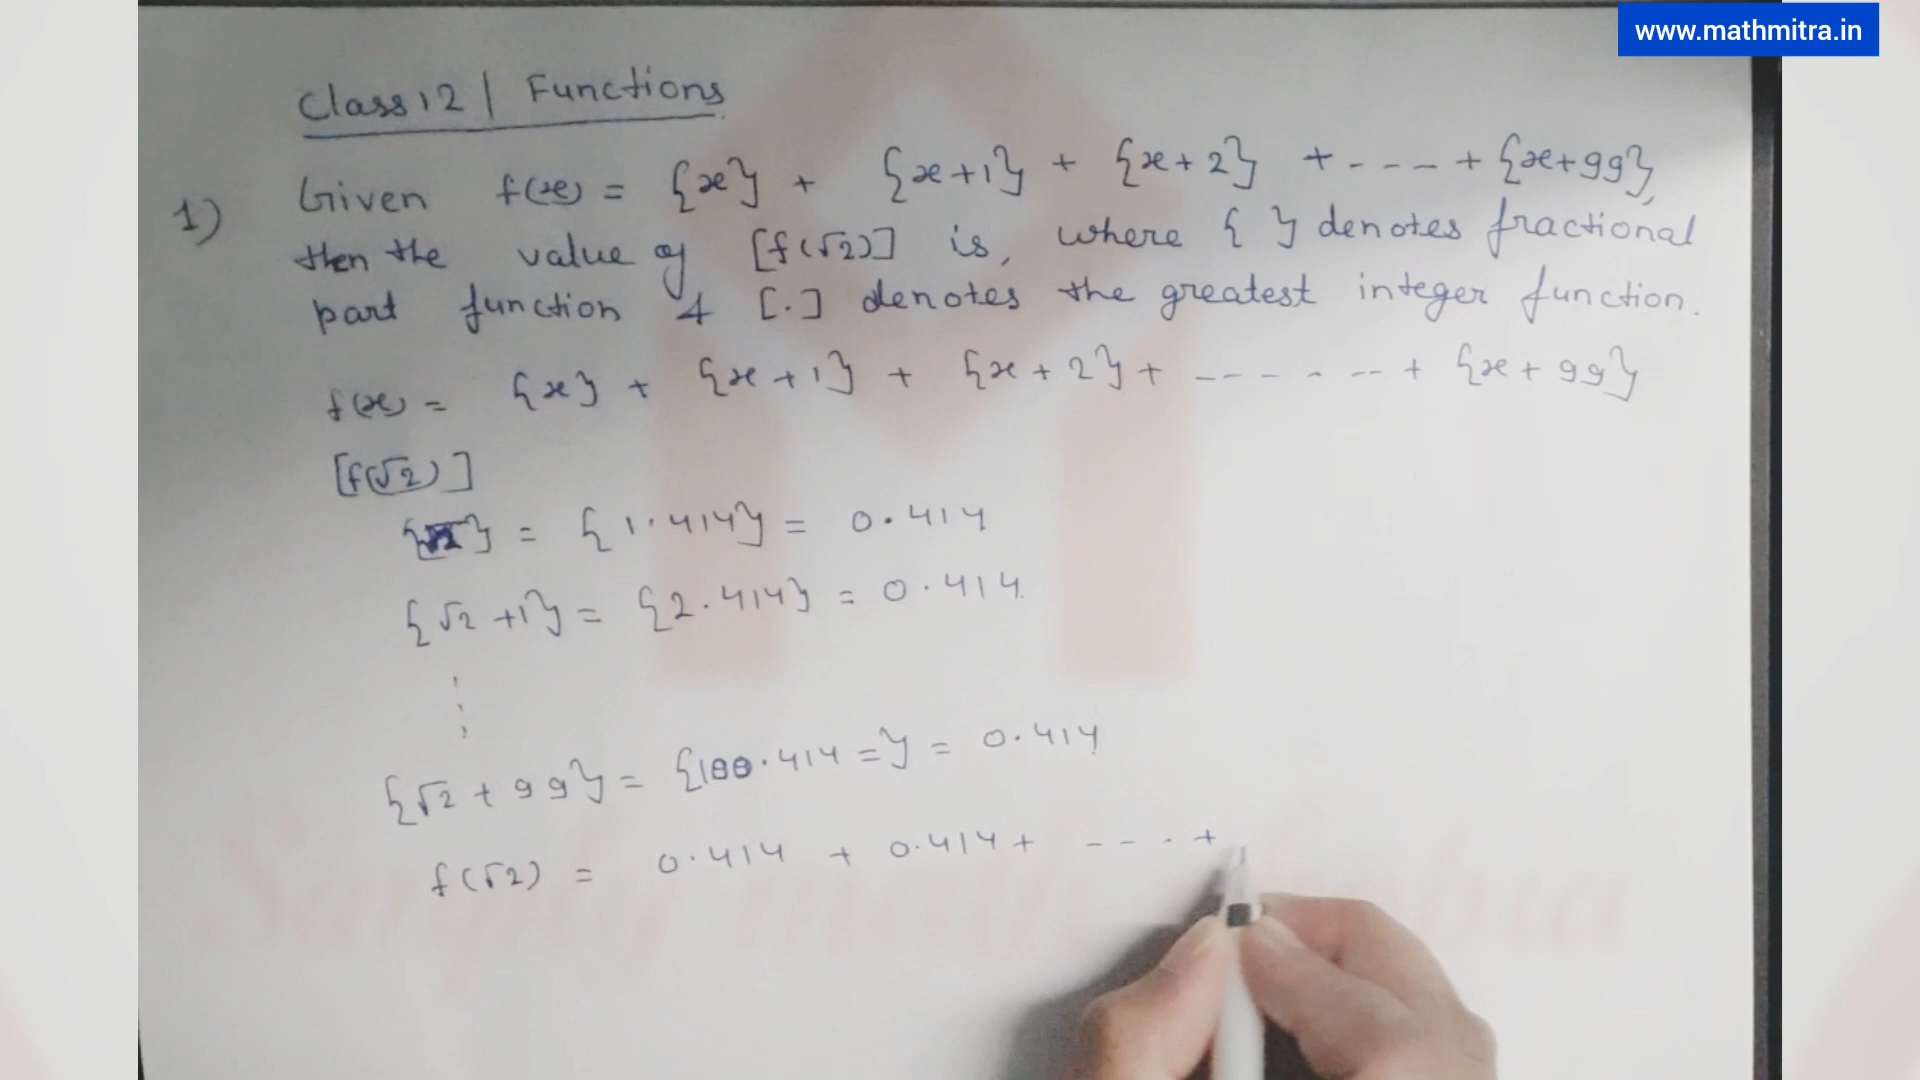 www.mathmitra.in
Class 12 | Functions
1) Given f(x) = {x} + {x+1} + {x+2} + - - - - + {x+99},
then the value of [f(√2)] is, where { } denotes fractional
part function & [.] denotes the greatest integer function.
f(x) = {x} + {x+1} + {x+2} + - - - - - - + {x+99}
[f(√2)]
{√2} = {1.414} = 0.414
{√2+1} = {2.414} = 0.414
{√2+99} = {100.414=} = 0.414
f(√2) = 0.414 + 0.414 + - - - - +